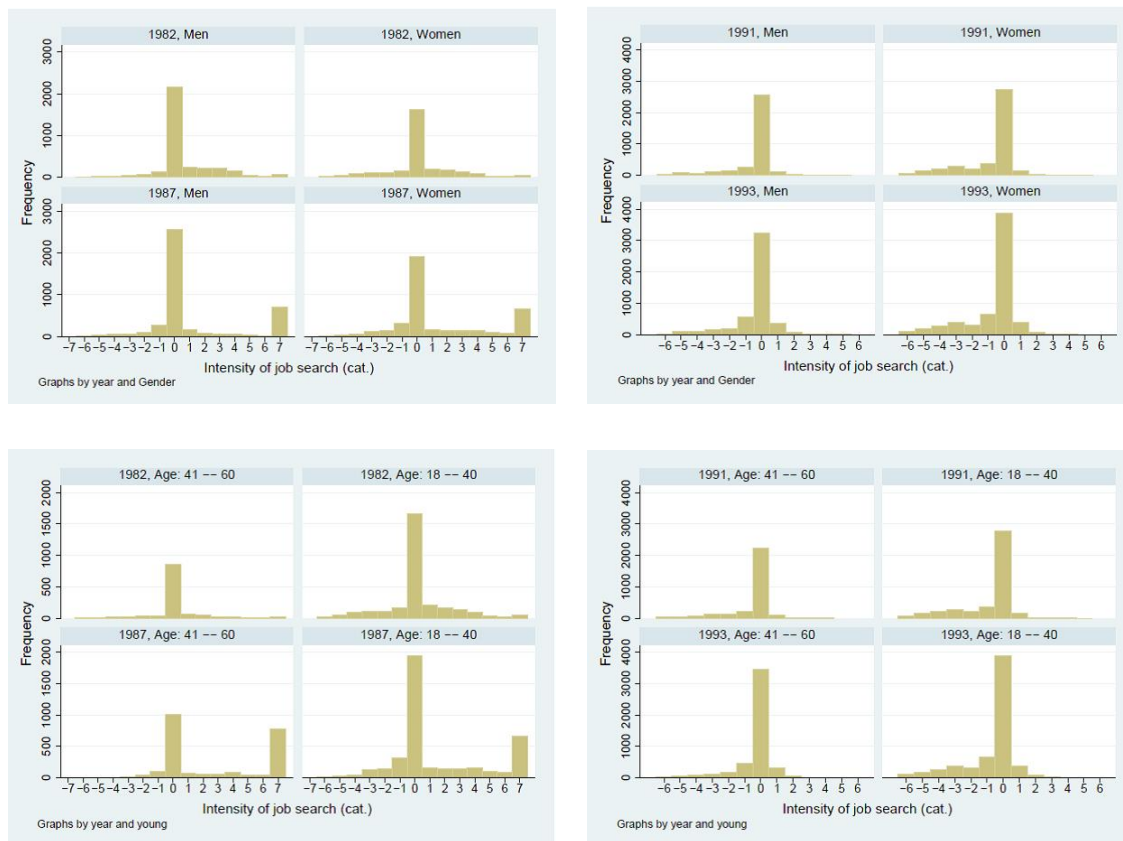 1982, Men
1982, Women
3000
2000
1000
0
1987, Men
1987, Women
3000
2000
1000
0
Frequency
−7−6−5−4−3−2−1 0 1 2 3 4 5 6 7
−7−6−5−4−3−2−1 0 1 2 3 4 5 6 7
Intensity of job search (cat.)
Graphs by year and Gender
1991, Men
1991, Women
4000
3000
2000
1000
0
1993, Men
1993, Women
4000
3000
2000
1000
0
Frequency
−6−5−4−3−2−1 0 1 2 3 4 5 6
−6−5−4−3−2−1 0 1 2 3 4 5 6
Intensity of job search (cat.)
Graphs by year and Gender
1982, Age: 41 −− 60
1982, Age: 18 −− 40
2000
1500
1000
500
0
1987, Age: 41 −− 60
1987, Age: 18 −− 40
2000
1500
1000
500
0
Frequency
−7−6−5−4−3−2−1 0 1 2 3 4 5 6 7
−7−6−5−4−3−2−1 0 1 2 3 4 5 6 7
Intensity of job search (cat.)
Graphs by year and young
1991, Age: 41 −− 60
1991, Age: 18 −− 40
4000
3000
2000
1000
0
1993, Age: 41 −− 60
1993, Age: 18 −− 40
4000
3000
2000
1000
0
Frequency
−6−5−4−3−2−1 0 1 2 3 4 5 6
−6−5−4−3−2−1 0 1 2 3 4 5 6
Intensity of job search (cat.)
Graphs by year and young